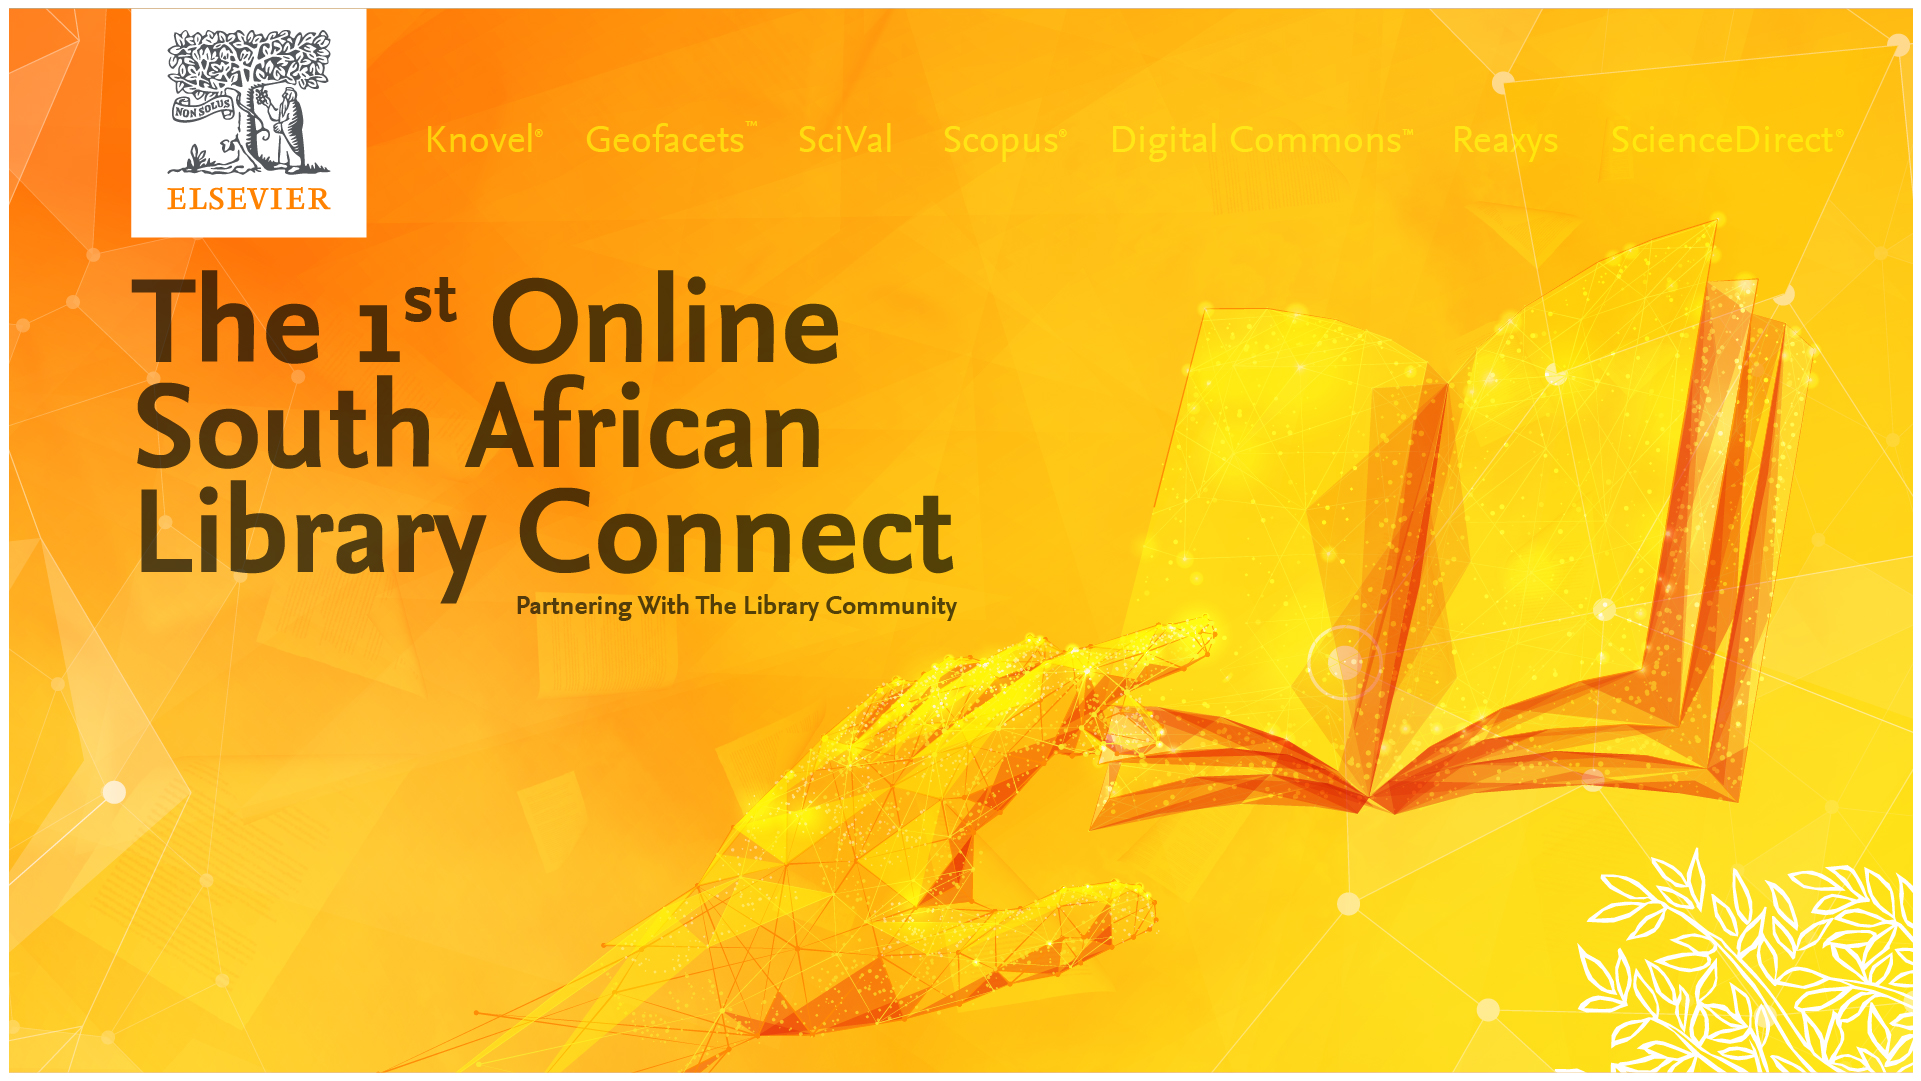 NON SOLUS
ELSEVIER
Knovel® Geofacets™ SciVal Scopus® Digital Commons™ Reaxys ScienceDirect®
The 1st Online
South African
Library Connect
Partnering With The Library Community